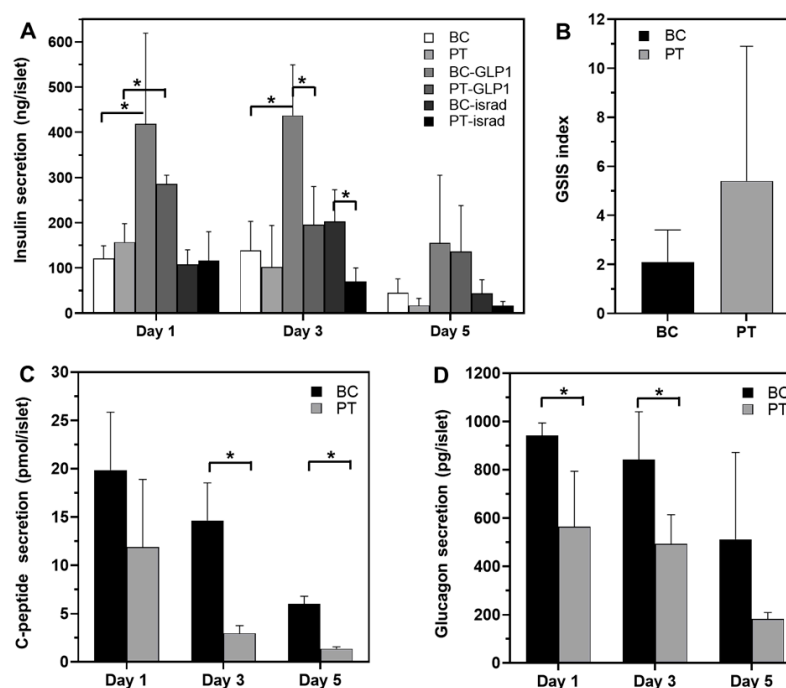 A
Insulin secretion (ng/islet)
650
600
500
400
300
200
100
0
BC
PT
BC-GLP1
PT-GLP1
BC-israd
PT-israd
*
*
*
*
*
Day 1
Day 3
Day 5
B
GSIS index
12
10
8
6
4
2
0
BC
PT
BC
PT
C
C-peptide secretion (pmol/islet)
30
25
20
15
10
5
0
BC
PT
*
*
Day 1
Day 3
Day 5
D
Glucagon secretion (pg/islet)
1200
1000
800
600
400
200
0
BC
PT
*
*
Day 1
Day 3
Day 5